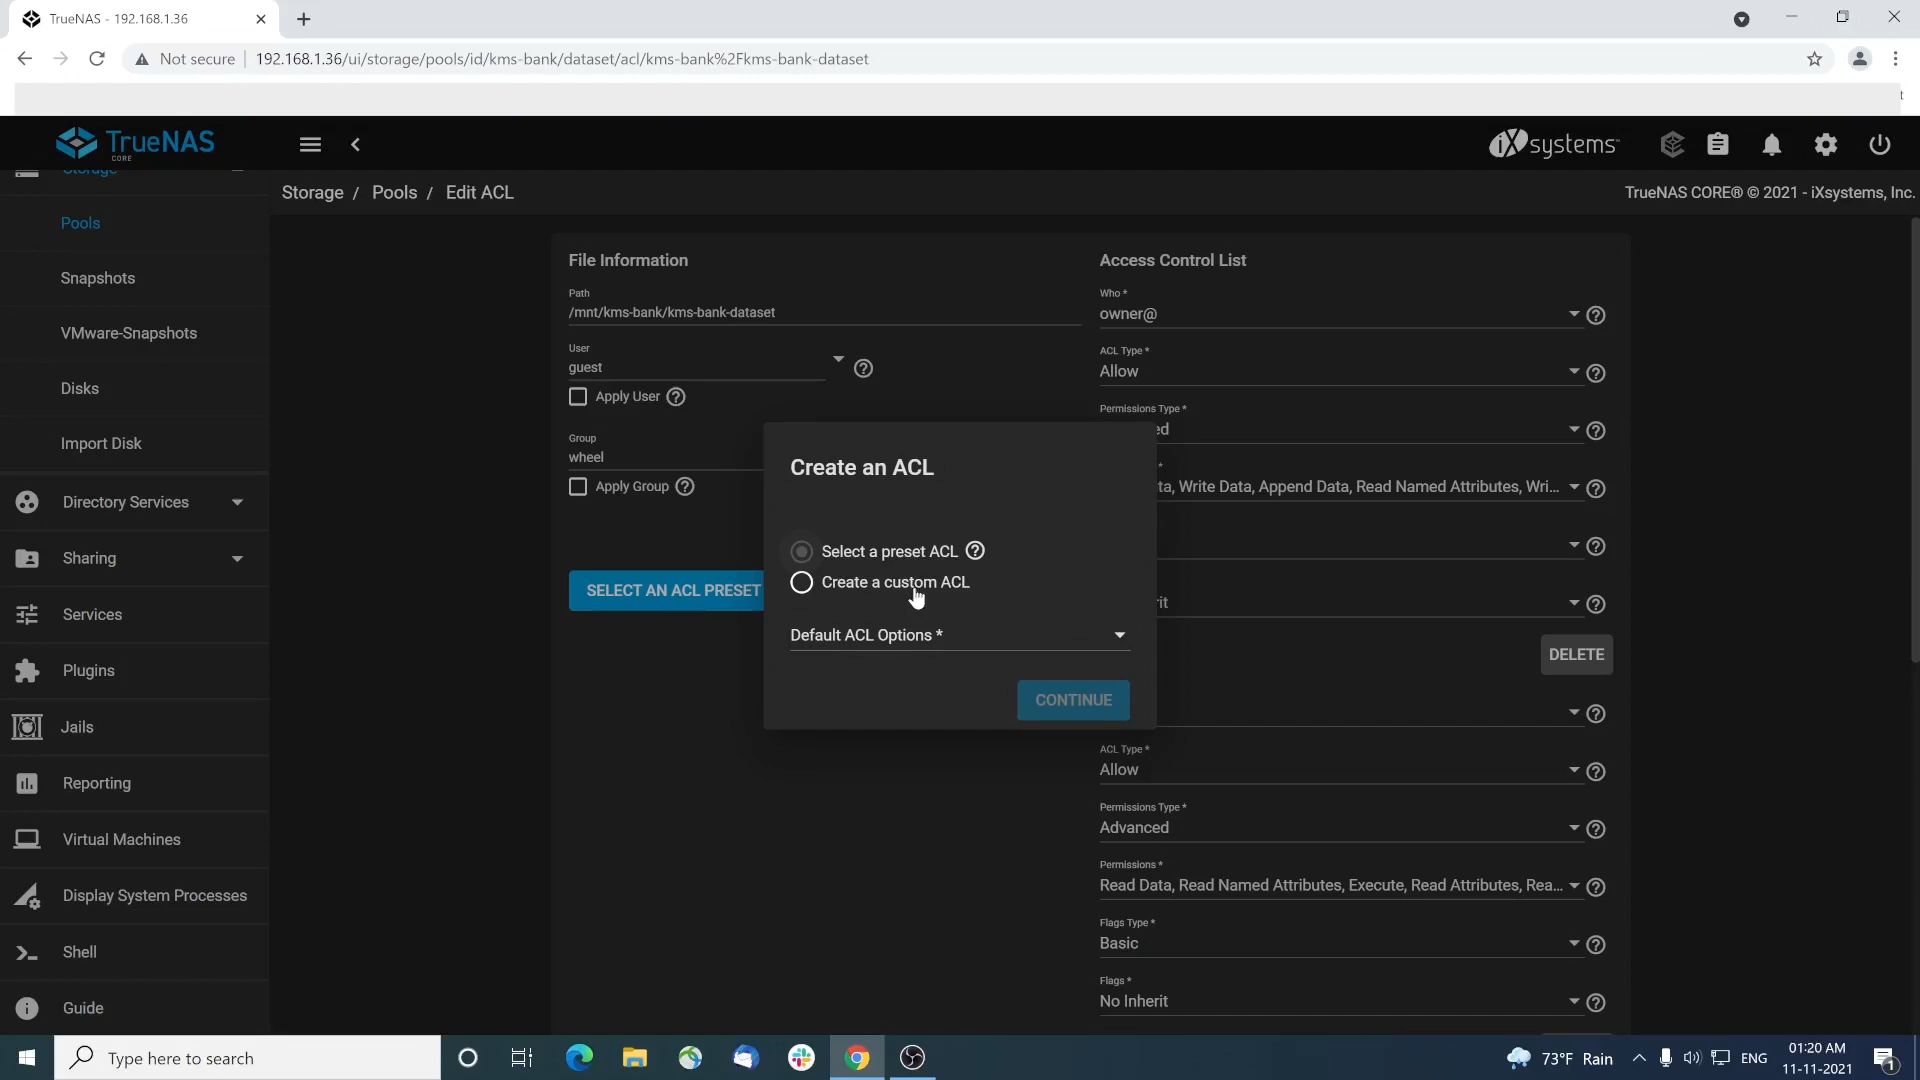 TrueNAS - 192.168.1.36
Not secure
192.168.1.36/ui/storage/pools/id/kms-bank/dataset/acl/kms-bank%2Fkms-bank-dataset
TrueNAS
CORE
iXsystems
Storage
Storage / Pools / Edit ACL
TrueNAS CORE® © 2021 - iXsystems, Inc.
Pools
Snapshots
VMware-Snapshots
Disks
Import Disk
Directory Services
Sharing
Services
Plugins
Jails
Reporting
Virtual Machines
Display System Processes
Shell
Guide
File Information
Path
/mnt/kms-bank/kms-bank-dataset
User
guest
Apply User
Group
wheel
Apply Group
SELECT AN ACL PRESET
Create an ACL
Select a preset ACL
Create a custom ACL
Default ACL Options *
CONTINUE
Access Control List
Who *
owner@
ACL Type *
Allow
Permissions Type *
ed
*
ta, Write Data, Append Data, Read Named Attributes, Wri...
rit
DELETE
ACL Type *
Allow
Permissions Type *
Advanced
Permissions *
Read Data, Read Named Attributes, Execute, Read Attributes, Rea...
Flags Type *
Basic
Flags *
No Inherit
Type here to search
73°F Rain
ENG
01:20 AM
11-11-2021
1